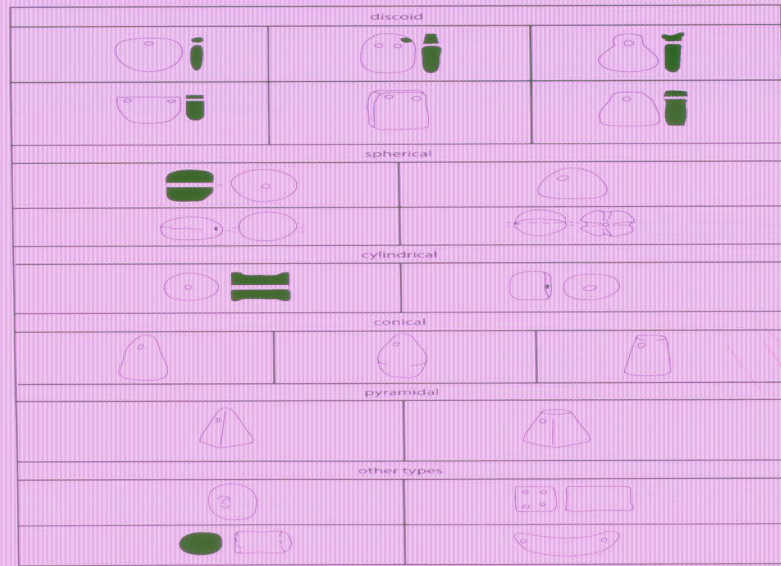 discoid
spherical
cylindrical
conical
pyramidal
other types